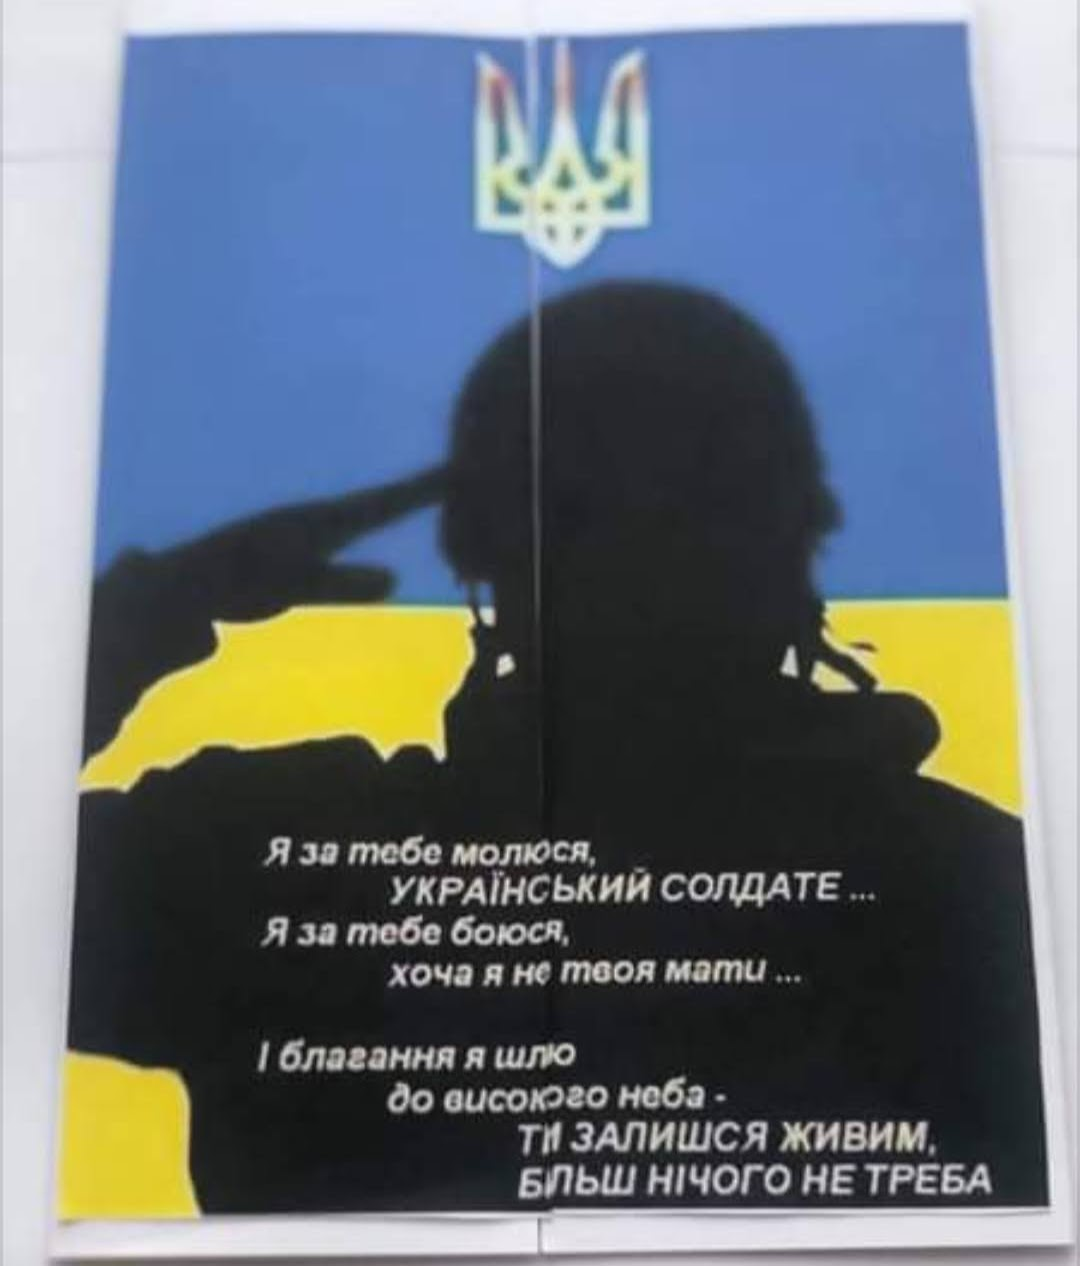 Я за тебе молюся,
УКРАЇНСЬКИЙ СОЛДАТЕ ...
Я за тебе боюся,
хоча я не твоя мати ...
І благання я шлю
до високого неба -
ТИ ЗАЛИШСЯ ЖИВИМ,
БІЛЬШ НІЧОГО НЕ ТРЕБА